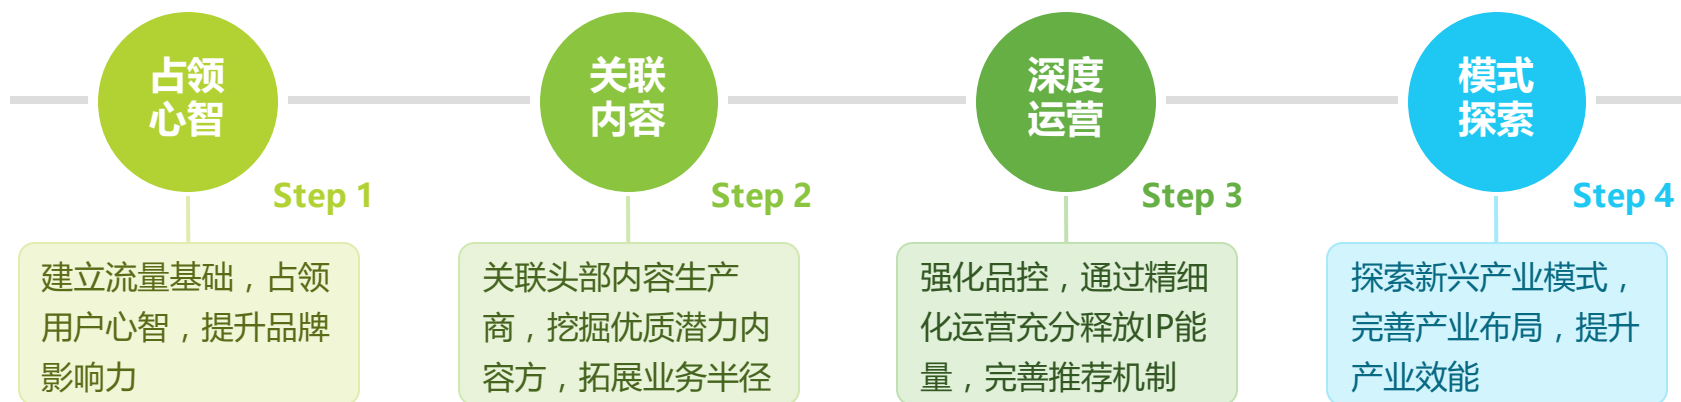 占领
心智
Step 1
建立流量基础，占领
用户心智，提升品牌
影响力
关联
内容
Step 2
关联头部内容生产
商，挖掘优质潜力内
容方，拓展业务半径
深度
运营
Step 3
强化品控，通过精细
化运营充分释放IP能
量，完善推荐机制
模式
探索
Step 4
探索新兴产业模式，
完善产业布局，提升
产业效能